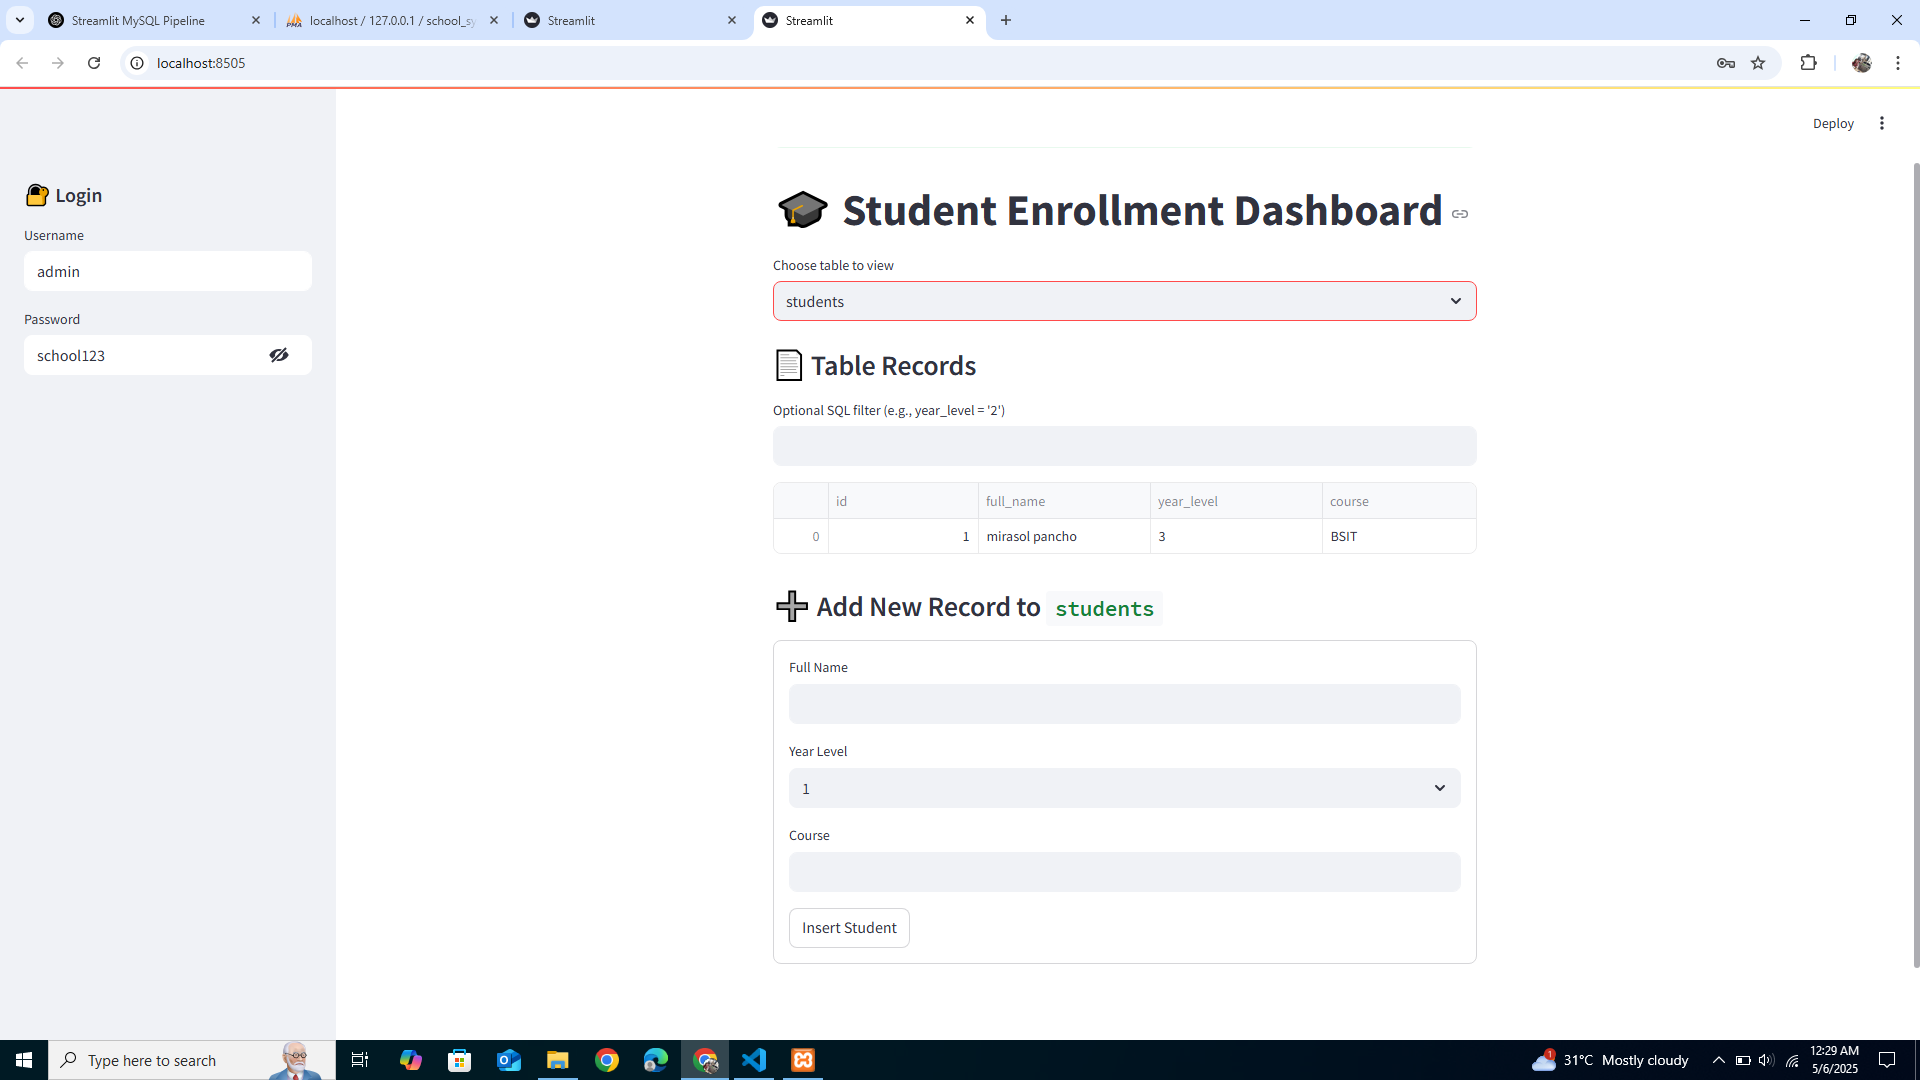 Streamlit MySQL Pipeline
localhost / 127.0.0.1 / school_sy
Streamlit
Streamlit
localhost:8505
Deploy
Login
Username
admin
Password
school123
Student Enrollment Dashboard
Choose table to view
students
Table Records
Optional SQL filter (e.g., year_level = '2')
id full_name year_level course
0 1 mirasol pancho 3 BSIT
Add New Record to students
Full Name
Year Level
1
Course
Insert Student
Type here to search
1
31°C Mostly cloudy
12:29 AM
5/6/2025